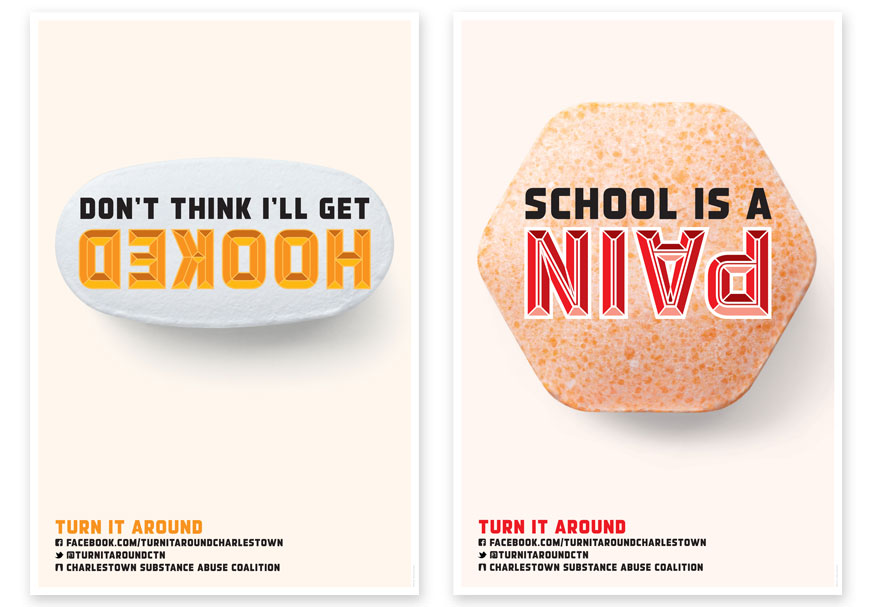 DON'T THINK I'LL GET
HOOKED
TURN IT AROUND
FACEBOOK.COM/TURNITAROUNDCHARLESTOWN
@TURNITAROUNDCTN
CHARLESTOWN SUBSTANCE ABUSE COALITION
SCHOOL IS A
PAIN
TURN IT AROUND
FACEBOOK.COM/TURNITAROUNDCHARLESTOWN
@TURNITAROUNDCTN
CHARLESTOWN SUBSTANCE ABUSE COALITION